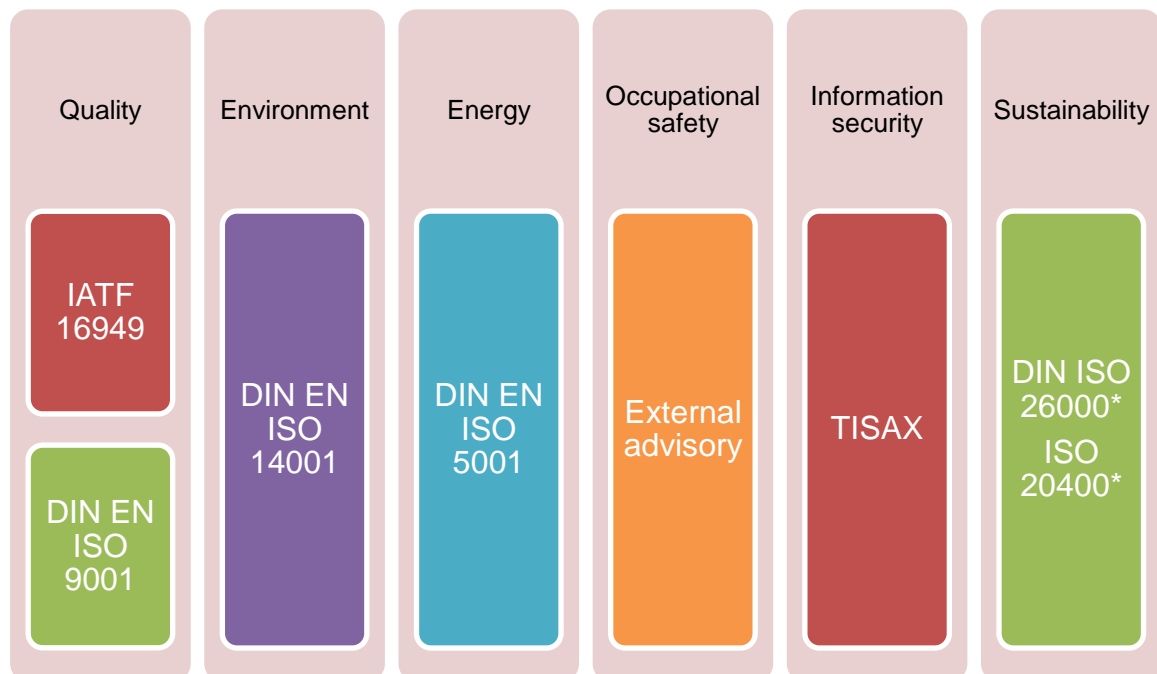 Quality
IATF
16949
DIN EN
ISO
9001
Environment
DIN EN
ISO
14001
Energy
DIN EN
ISO
5001
Occupational
safety
External
advisory
Information
security
TISAX
Sustainability
DIN ISO
26000*
ISO
20400*